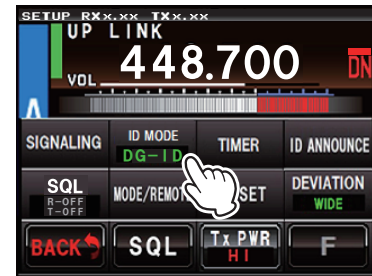 SETUP RXx.xx TXx.xx
UP LINK
VOL 448.700 DN
SIGNALING ID MODE TIMER ID ANNOUNCE
DG-ID
SQL MODE/REMOT SET DEVIATION
R-OFF WIDE
T-OFF
BACK SQL TX PWR F
HI